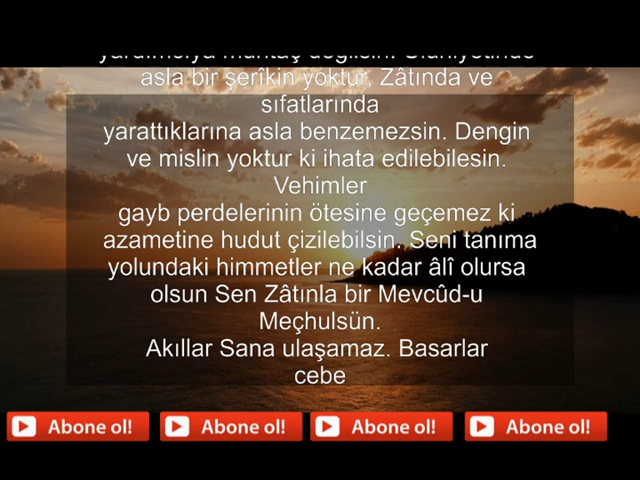 asla bir şerîkin yoktur. Zâtında ve
sıfatlarında
yarattıklarına asla benzemezsin. Dengin
ve mislin yoktur ki ihata edilebilesin.
Vehimler
gayb perdelerinin ötesine geçemez ki
azametine hudut çizilebilsin. Seni tanıma
yolundaki himmetler ne kadar âlî olursa
olsun Sen Zâtınla bir Mevcûd-u
Meçhulsün.
Akıllar Sana ulaşamaz. Basarlar
cebe
Abone ol! Abone ol! Abone ol! Abone ol!